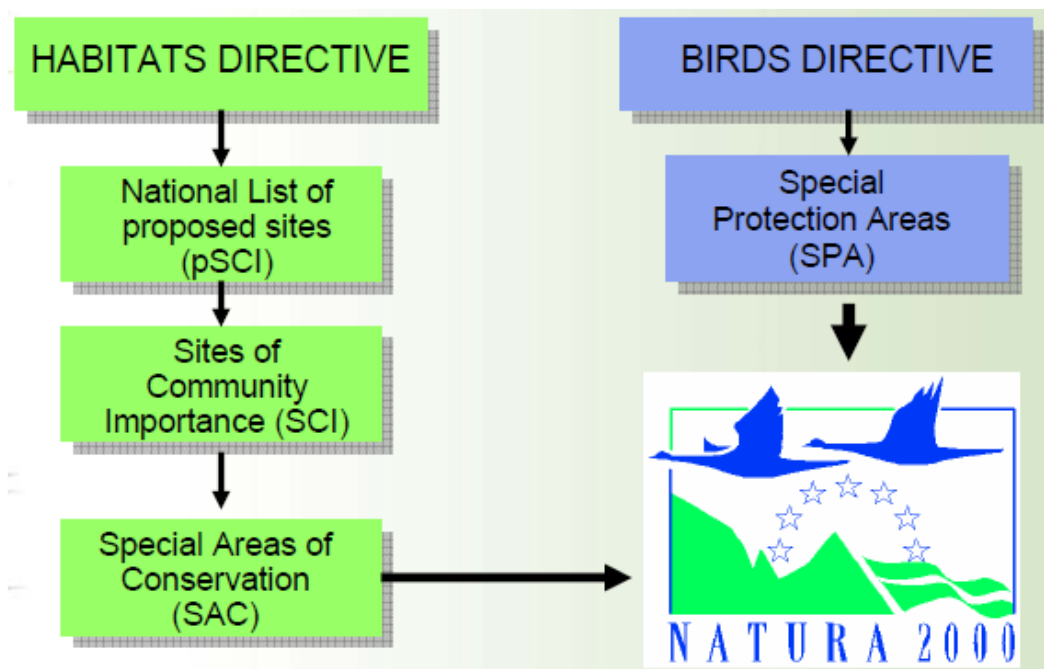 HABITATS DIRECTIVE
National List of
proposed sites
(pSCI)
Sites of
Community
Importance (SCI)
Special Areas of
Conservation
(SAC)
BIRDS DIRECTIVE
Special
Protection Areas
(SPA)
NATURA 2000